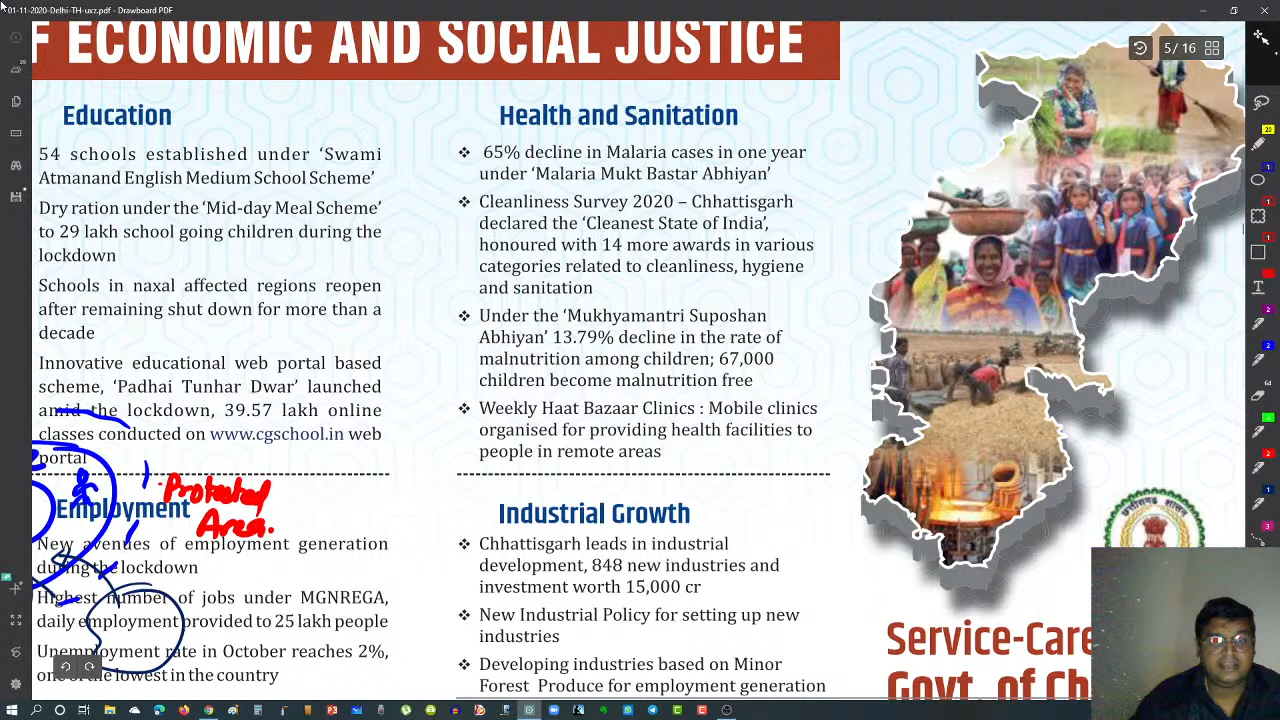 01-11-2020-Delhi-TH-uxz.pdf - Drawboard PDF
5 / 16
F ECONOMIC AND SOCIAL JUSTICE
Education
54 schools established under ‘Swami
Atmanand English Medium School Scheme’
Dry ration under the ‘Mid-day Meal Scheme’
to 29 lakh school going children during the
lockdown
Schools in naxal affected regions reopen
after remaining shut down for more than a
decade
Innovative educational web portal based
scheme, ‘Padhai Tunhar Dwar’ launched
amid the lockdown, 39.57 lakh online
classes conducted on www.cgschool.in web
portal
Protected
Area.
Employment
New avenues of employment generation
during the lockdown
Highest number of jobs under MGNREGA,
daily employment provided to 25 lakh people
Unemployment rate in October reaches 2%,
one of the lowest in the country
Health and Sanitation
❖ 65% decline in Malaria cases in one year
under ‘Malaria Mukt Bastar Abhiyan’
❖ Cleanliness Survey 2020 – Chhattisgarh
declared the ‘Cleanest State of India’,
honoured with 14 more awards in various
categories related to cleanliness, hygiene
and sanitation
❖ Under the ‘Mukhyamantri Suposhan
Abhiyan’ 13.79% decline in the rate of
malnutrition among children; 67,000
children become malnutrition free
❖ Weekly Haat Bazaar Clinics : Mobile clinics
organised for providing health facilities to
people in remote areas
Industrial Growth
❖ Chhattisgarh leads in industrial
development, 848 new industries and
investment worth 15,000 cr
❖ New Industrial Policy for setting up new
industries
❖ Developing industries based on Minor
Forest Produce for employment generation
छत्तीसगढ़ शासन
Service-Care
Govt. of Ch